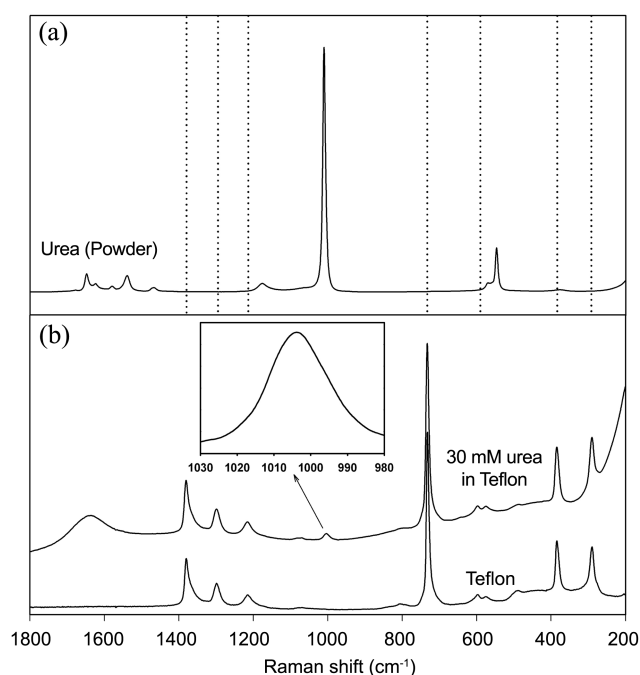 (a)
Urea (Powder)
(b)
1030 1020 1010 1000 990 980
30 mM urea
in Teflon
Teflon
1800 1600 1400 1200 1000 800 600 400 200
Raman shift (cm⁻¹)